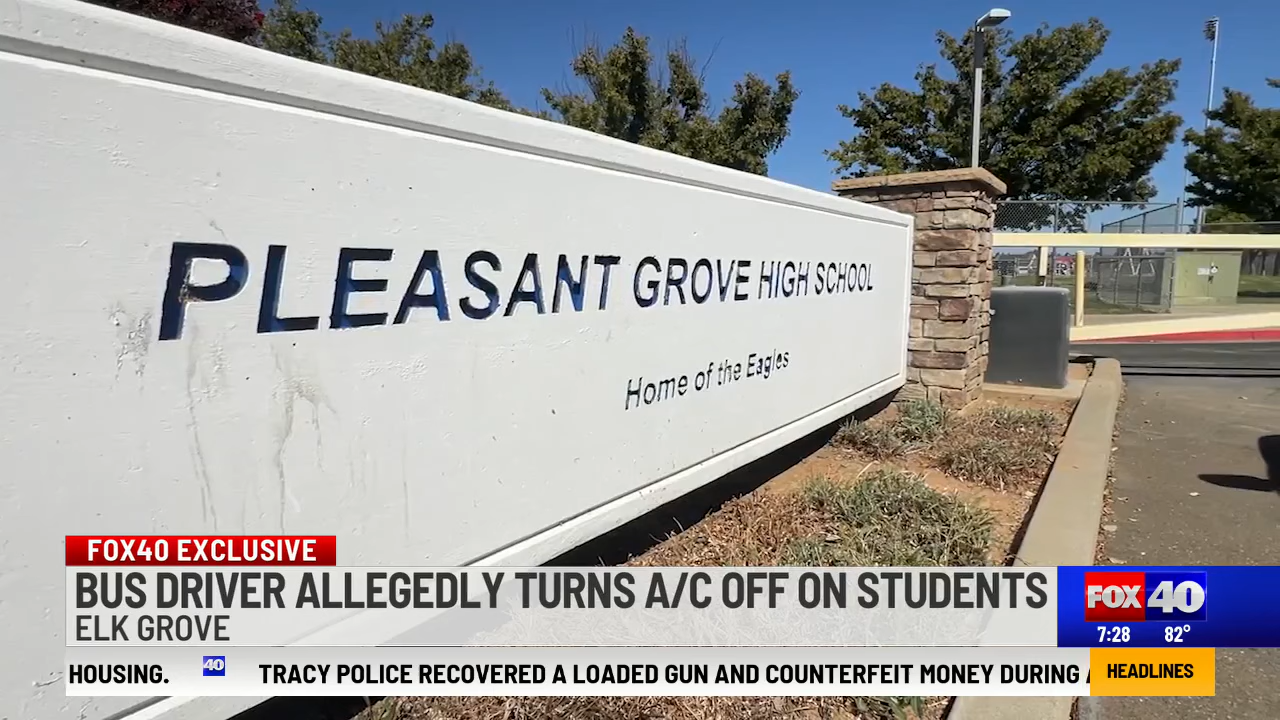 PLEASANT GROVE HIGH SCHOOL
Home of the Eagles
FOX40 EXCLUSIVE
BUS DRIVER ALLEGEDLY TURNS A/C OFF ON STUDENTS
ELK GROVE
FOX 40
7:28 82°
HOUSING. 40 TRACY POLICE RECOVERED A LOADED GUN AND COUNTERFEIT MONEY DURING
HEADLINES